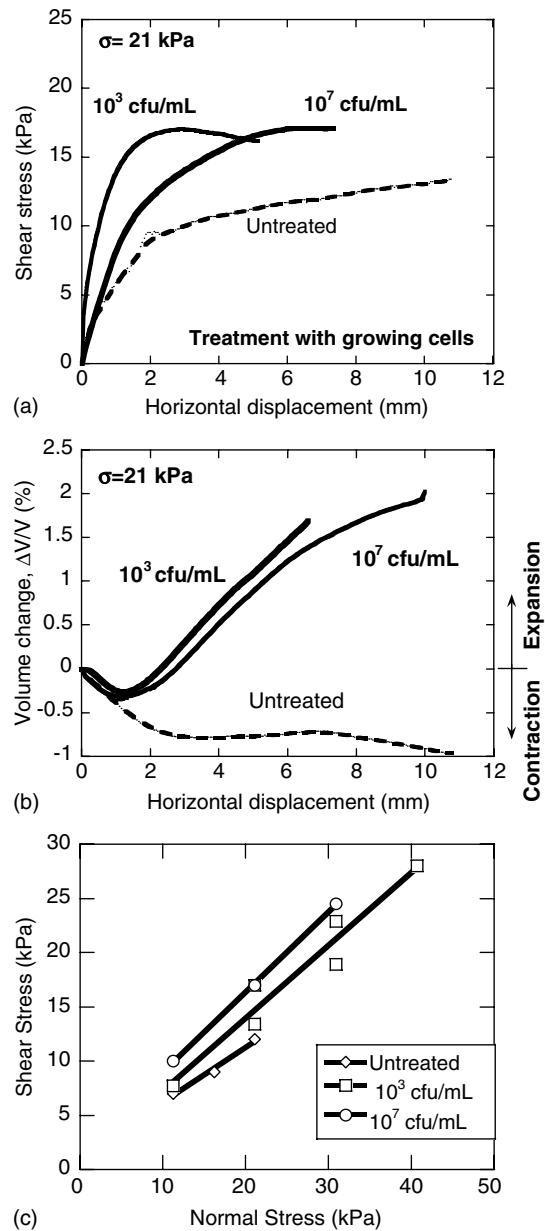 σ= 21 kPa
25
20
15
10
5
0
Shear stress (kPa)
10³ cfu/mL
10⁷ cfu/mL
Untreated
Treatment with growing cells
0 2 4 6 8 10 12
(a)
Horizontal displacement (mm)
σ=21 kPa
2.5
2
1.5
1
0.5
0
-0.5
-1
Volume change, ΔV/V (%)
10³ cfu/mL
10⁷ cfu/mL
Untreated
Expansion
Contraction
0 2 4 6 8 10 12
(b)
Horizontal displacement (mm)
30
25
20
15
10
5
0
Shear Stress (kPa)
Untreated
10³ cfu/mL
10⁷ cfu/mL
0 10 20 30 40 50
(c)
Normal Stress (kPa)